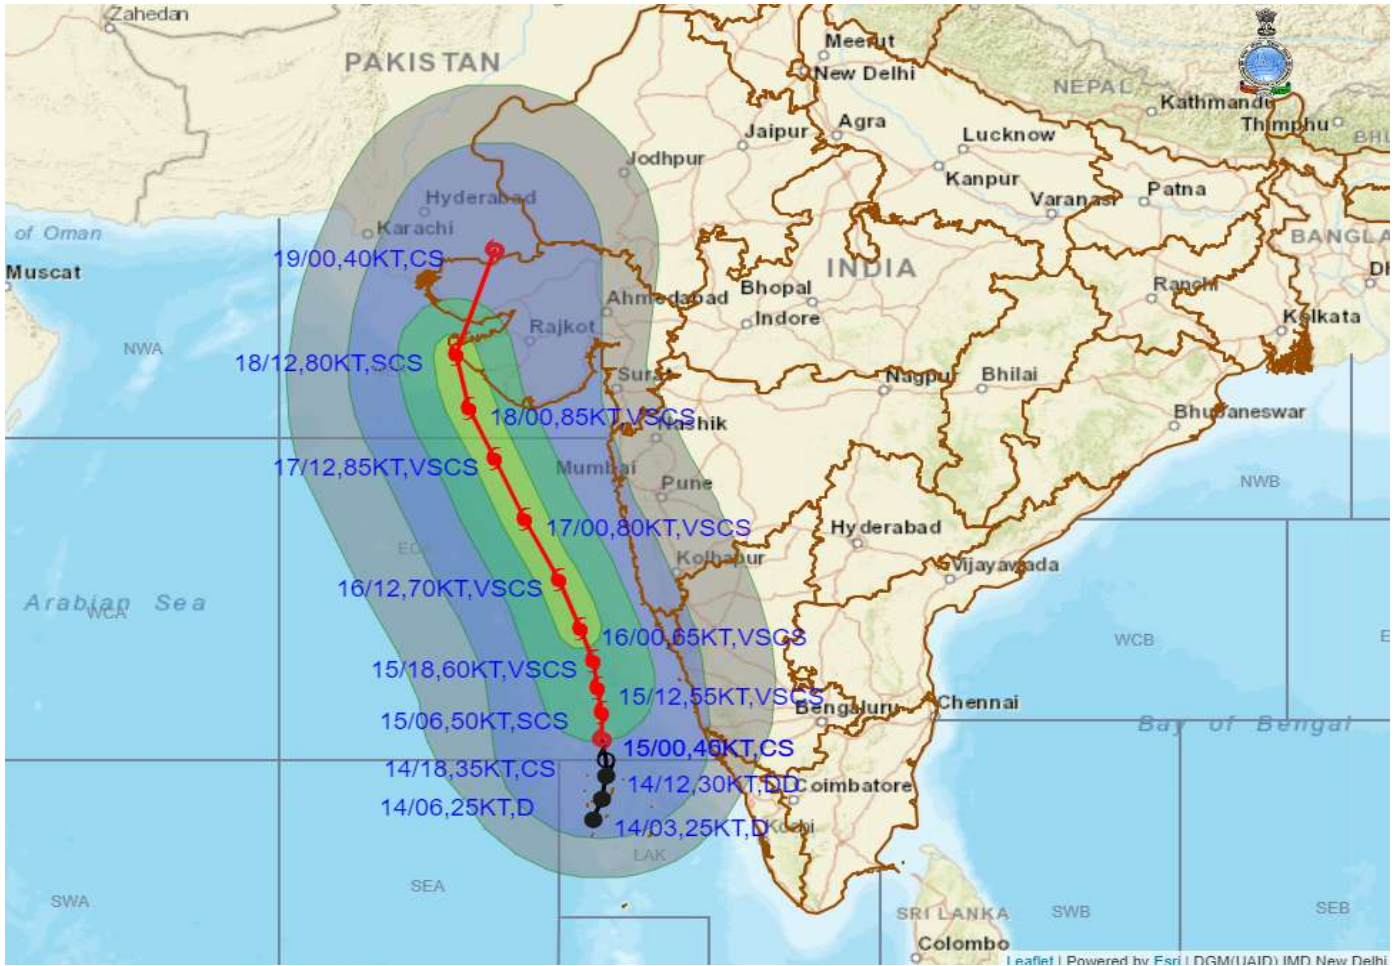 Zahedan
Meerut
PAKISTAN
New Delhi
NEPAL
Kathmandu
Thimphu
Agra
Jaipur
Lucknow
Jodhpur
Kanpur
Patna
Varanasi
Hyderabad
of Oman
Karachi
BANGLA
19/00,40KT,CS
INDIA
Muscat
Bhopal
Ranchi
Ahmedabad
Indore
Kolkata
Rajkot
NWA
18/12,80KT,SCS
Surat
Nagpur
Bhilai
18/00,85KT,VSCS
Bhubaneswar
Nashik
17/12,85KT,VSCS
Mumbai
Pune
NWB
17/00,80KT,VSCS
Hyderabad
Kolhapur
Vijayawada
16/12,70KT,VSCS
Arabian Sea
WCA
16/00,65KT,VSCS
WCB
15/18,60KT,VSCS
15/12,55KT,VSCS
Chennai
Bengaluru
15/06,50KT,SCS
Bay of Bengal
15/00,40KT,CS
14/18,35KT,CS
14/12,30KT,DD
Coimbatore
14/06,25KT,D
14/03,25KT,D
Kochi
LAK
SEA
SWA
SRI LANKA
SWB
SEB
Colombo
Leaflet | Powered by Esri | DGM(UAID) IMD New Delhi